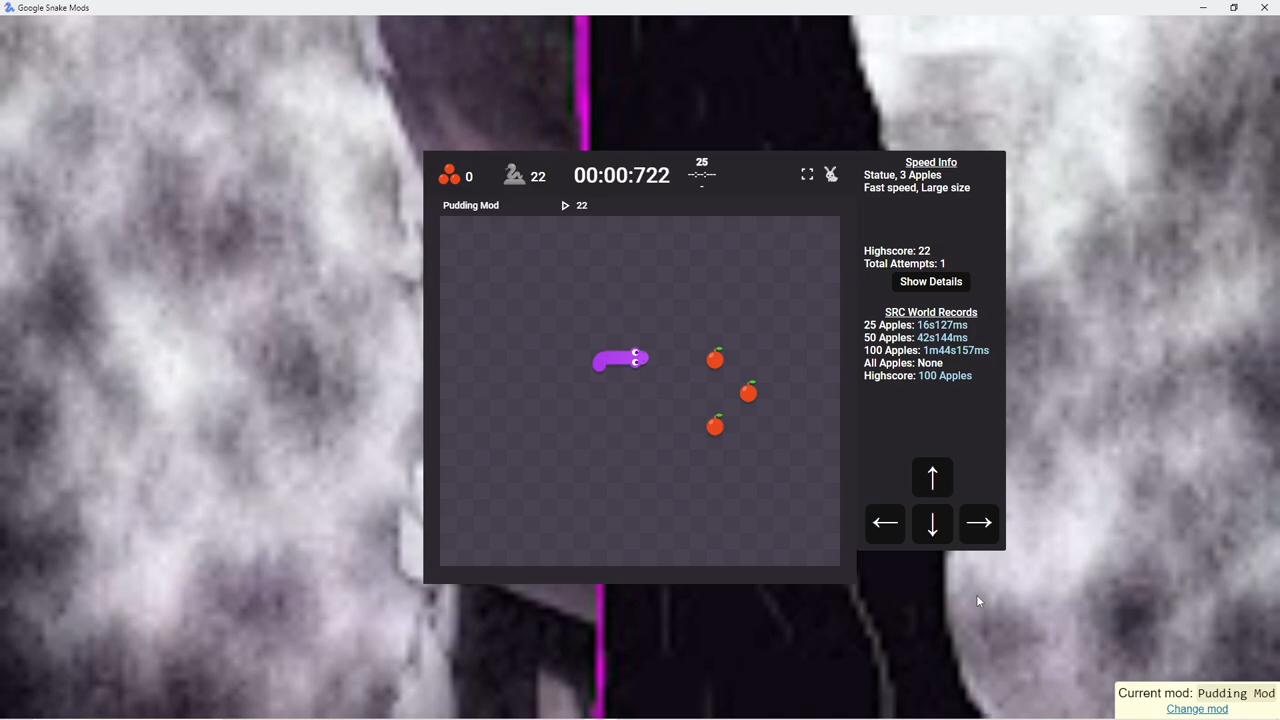 Google Snake Mods
0
22
00:00:722
25
--:--:--
-
Speed Info
Statue, 3 Apples
Fast speed, Large size
Pudding Mod
22
Highscore: 22
Total Attempts: 1
Show Details
SRC World Records
25 Apples: 16s127ms
50 Apples: 42s144ms
100 Apples: 1m44s157ms
All Apples: None
Highscore: 100 Apples
Current mod: Pudding Mod
Change mod